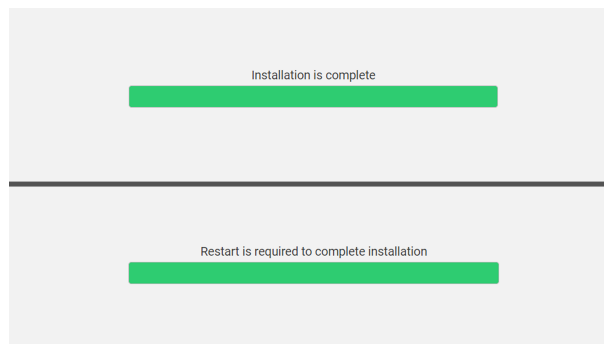 Installation is complete
Restart is required to complete installation